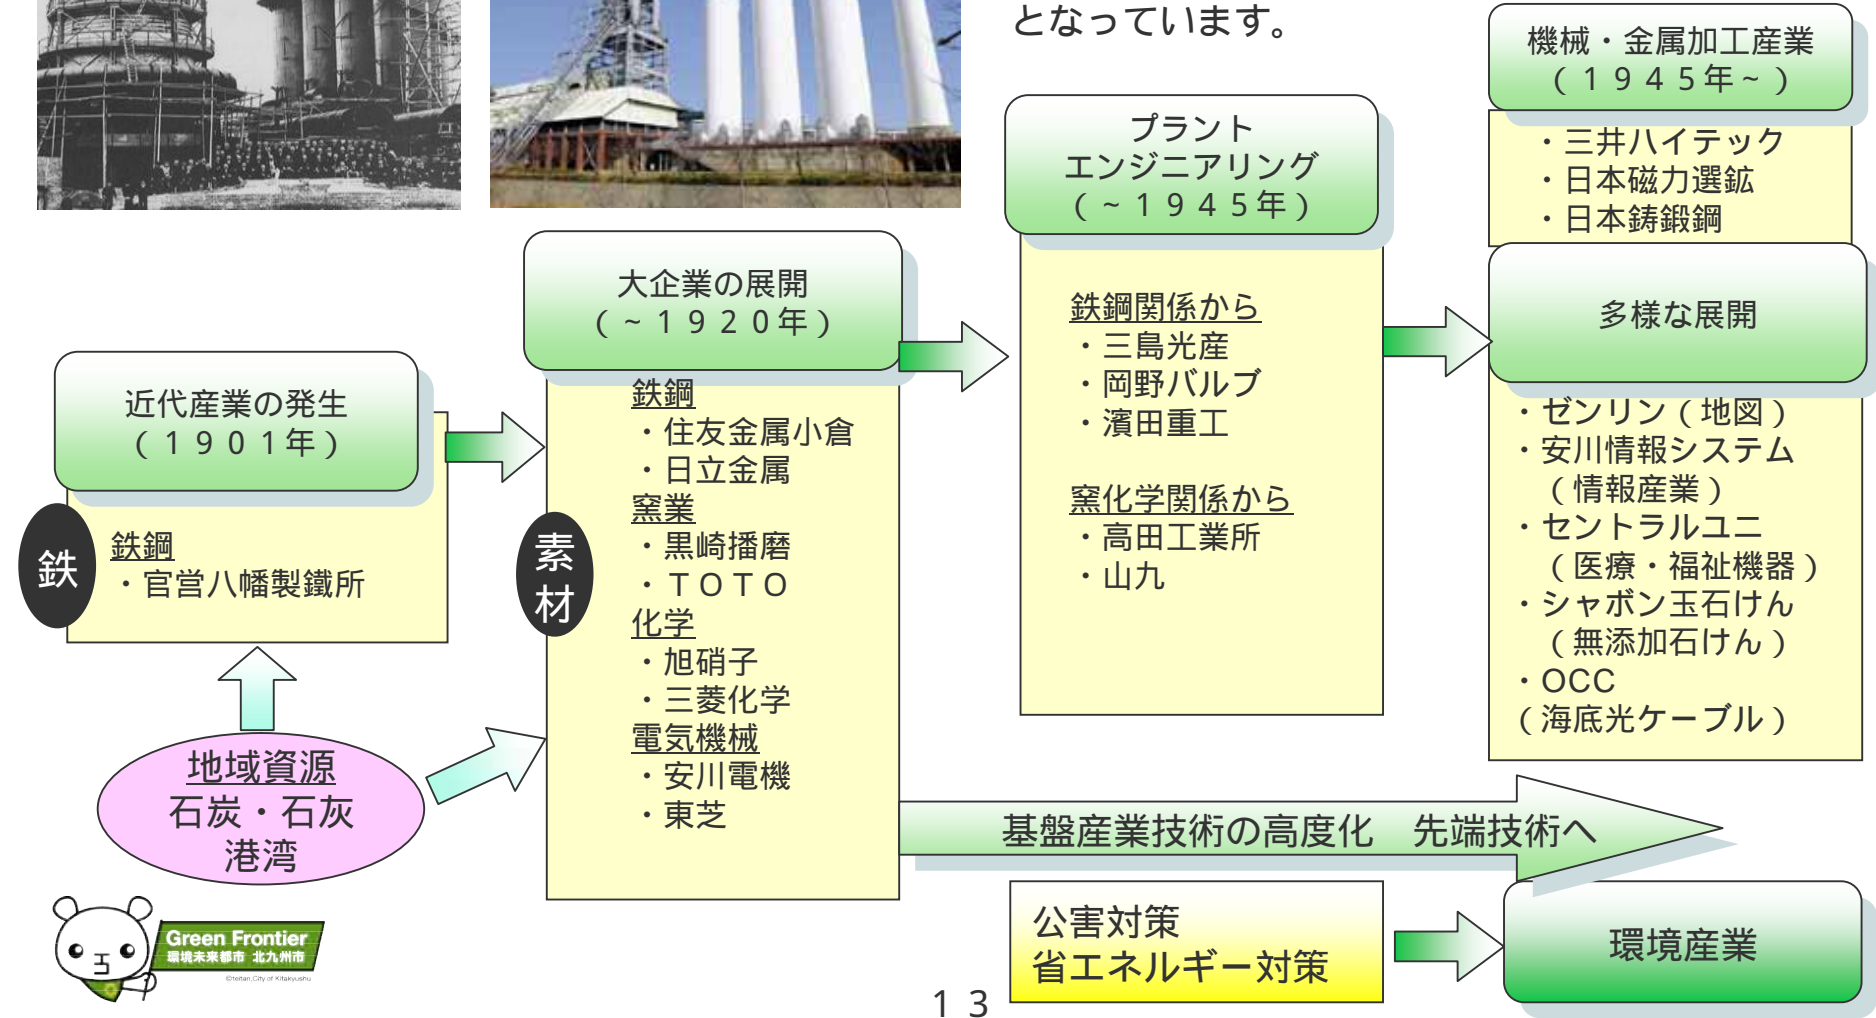 となっています。
機械・金属加工産業
(1945年~)
・三井ハイテック
・日本磁力選鉱
・日本鋳鍛鋼
プラント
エンジニアリング
(~1945年)
鉄鋼関係から
・三島光産
・岡野バルブ
・濱田重工
窯化学関係から
・高田工業所
・山九
大企業の展開
(~1920年)
鉄鋼
・住友金属小倉
・日立金属
窯業
・黒崎播磨
・TOTO
化学
・旭硝子
・三菱化学
電気機械
・安川電機
・東芝
素
材
近代産業の発生
(1901年)
鉄
鉄鋼
・官営八幡製鐵所
地域資源
石炭・石灰
港湾
多様な展開
・ゼンリン(地図)
・安川情報システム
(情報産業)
・セントラルユニ
(医療・福祉機器)
・シャボン玉石けん
(無添加石けん)
・OCC
(海底光ケーブル)
基盤産業技術の高度化 先端技術へ
公害対策
省エネルギー対策
環境産業
Green Frontier
環境未来都市 北九州市
©teitan,City of Kitakyushu
13